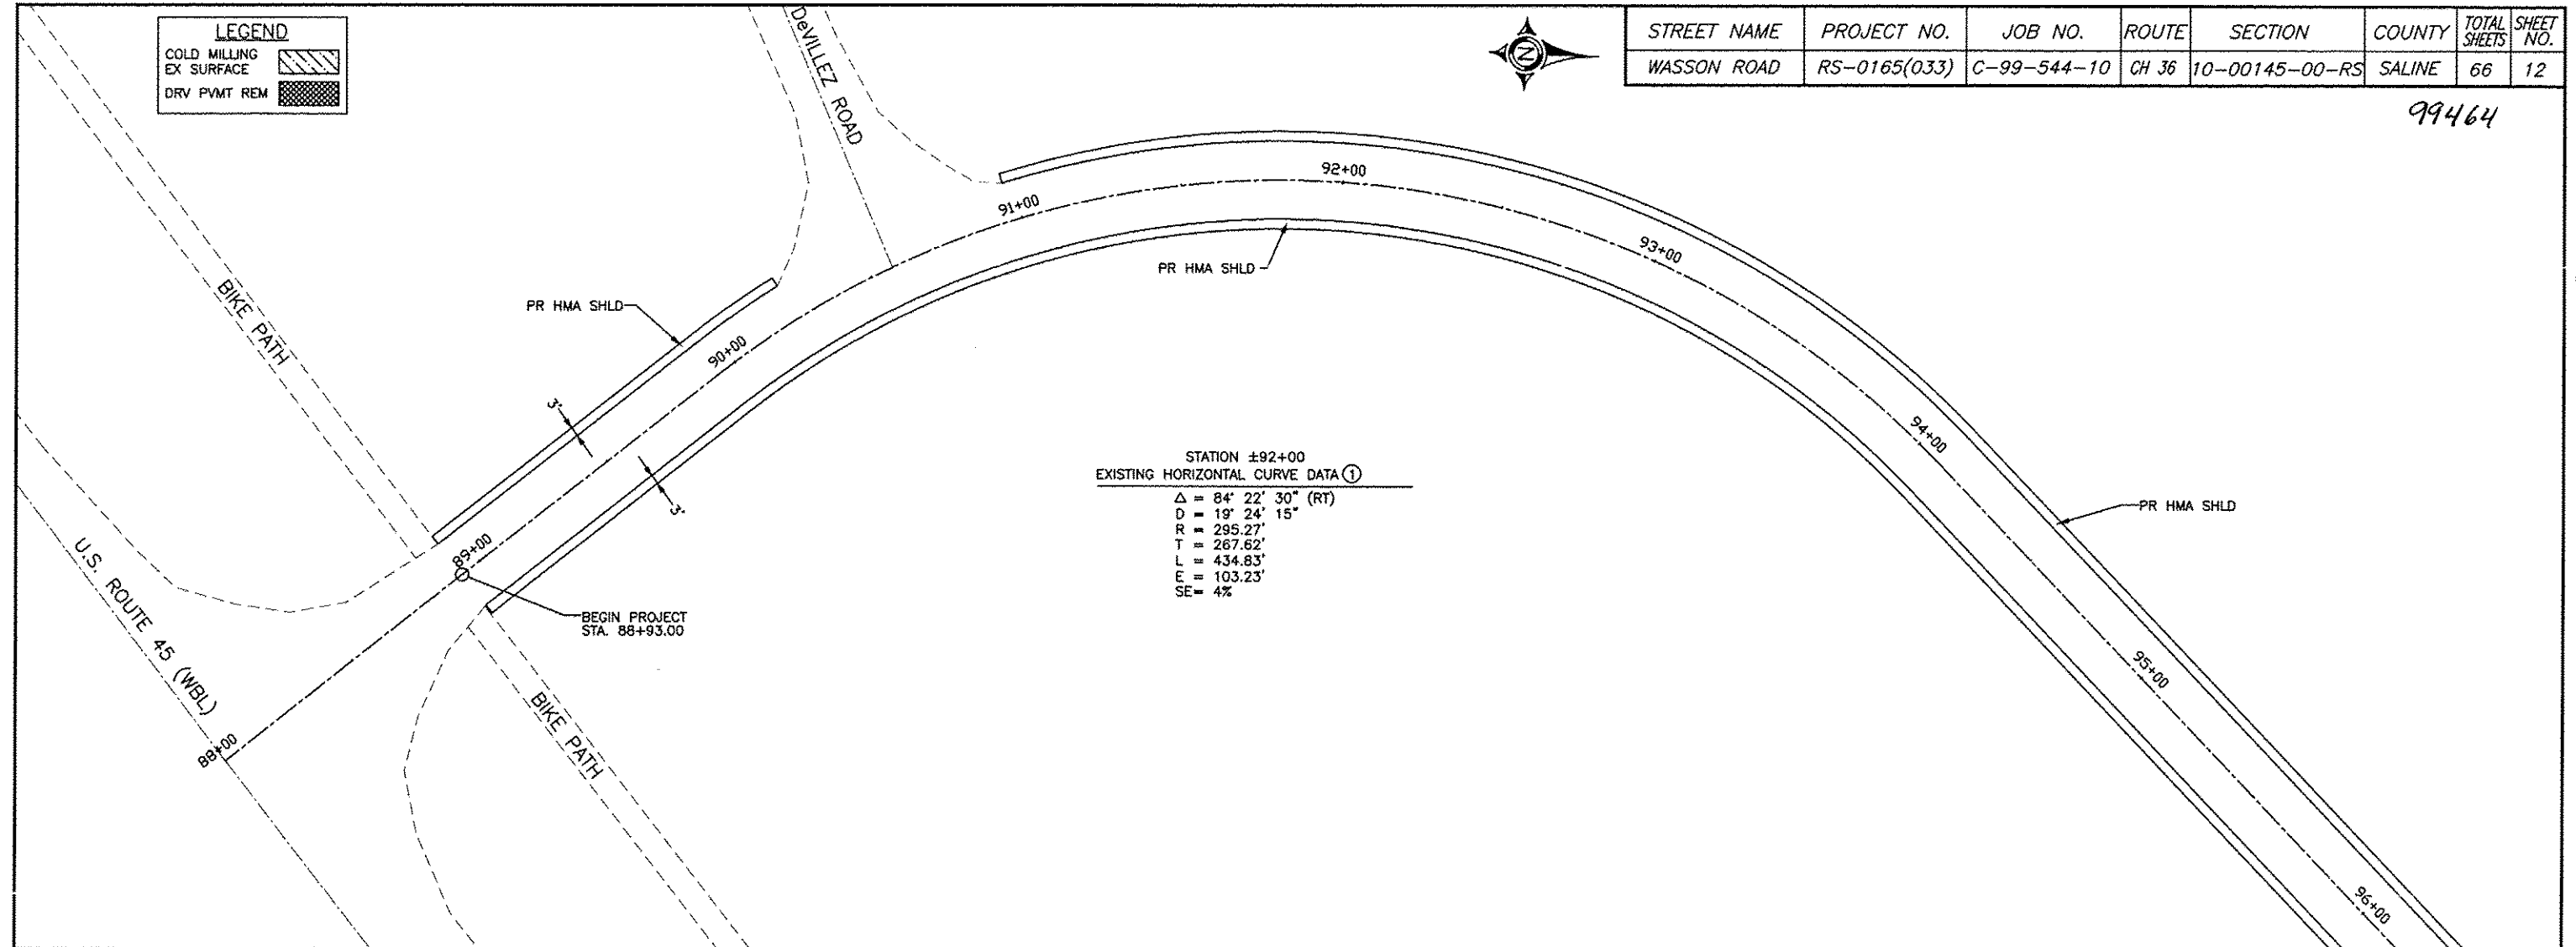 LEGEND
COLD MILLING
EX SURFACE
DRV PVMT REM
N
STREET NAME PROJECT NO. JOB NO. ROUTE SECTION COUNTY TOTAL SHEETS SHEET NO.
WASSON ROAD RS-0165(033) C-99-544-10 CH 36 10-00145-00-RS SALINE 66 12
99464
DeVILLEZ ROAD
92+00
91+00
93+00
PR HMA SHLD
PR HMA SHLD
BIKE PATH
90+00
3'
94+00
STATION ±92+00
EXISTING HORIZONTAL CURVE DATA 1
Δ = 84° 22' 30" (RT)
D = 19° 24' 15"
R = 295.27'
T = 267.62'
L = 434.83'
E = 103.23'
SE= 4%
3'
PR HMA SHLD
89+00
U.S. ROUTE 45 (WBL)
BEGIN PROJECT
STA. 88+93.00
95+00
88+00
BIKE PATH
96+00